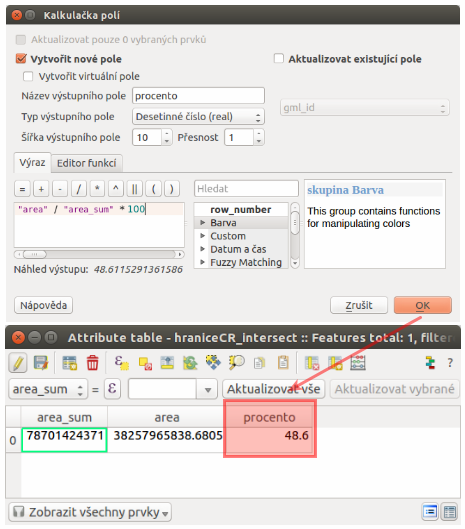 Kalkulačka polí
Aktualizovat pouze 0 vybraných prvků
Vytvořit nové pole
Aktualizovat existující pole
Vytvořit virtuální pole
Název výstupního pole procento
gml_id
Typ výstupního pole Desetinné číslo (real)
Šířka výstupního pole 10 Přesnost 1
Výraz Editor funkcí
= + - / * ^ || ( )
Hledat
skupina Barva
"area" / "area_sum" * 100
row_number
Barva
Custom
Datum a čas
Fuzzy Matching
This group contains functions
for manipulating colors
Náhled výstupu: 48.6115291361586
Nápověda Zrušit OK
Attribute table - hraniceCR_intersect :: Features total: 1, filter
area_sum = ε Aktualizovat vše Aktualizovat vybrané
area_sum area procento
0 78701424371 38257965838.6805 48.6
Zobrazit všechny prvky